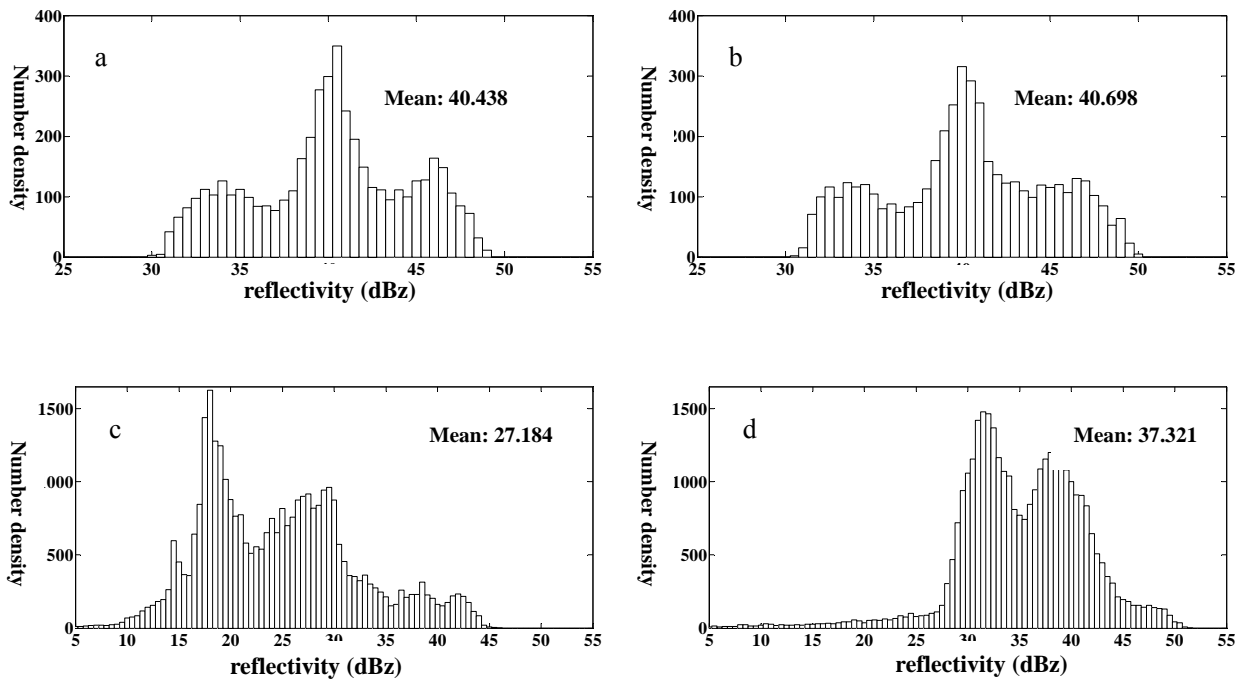 400
300
200
100
0
Number density
a
Mean: 40.438
25 30 35 40 45 50 55
reflectivity (dBz)
400
300
200
100
0
Number density
b
Mean: 40.698
25 30 35 40 45 50 55
reflectivity (dBz)
1500
000
500
0
Number density
c
Mean: 27.184
5 10 15 20 25 30 35 40 45 50 55
reflectivity (dBz)
1500
1000
500
0
Number density
d
Mean: 37.321
5 10 15 20 25 30 35 40 45 50 55
reflectivity (dBz)